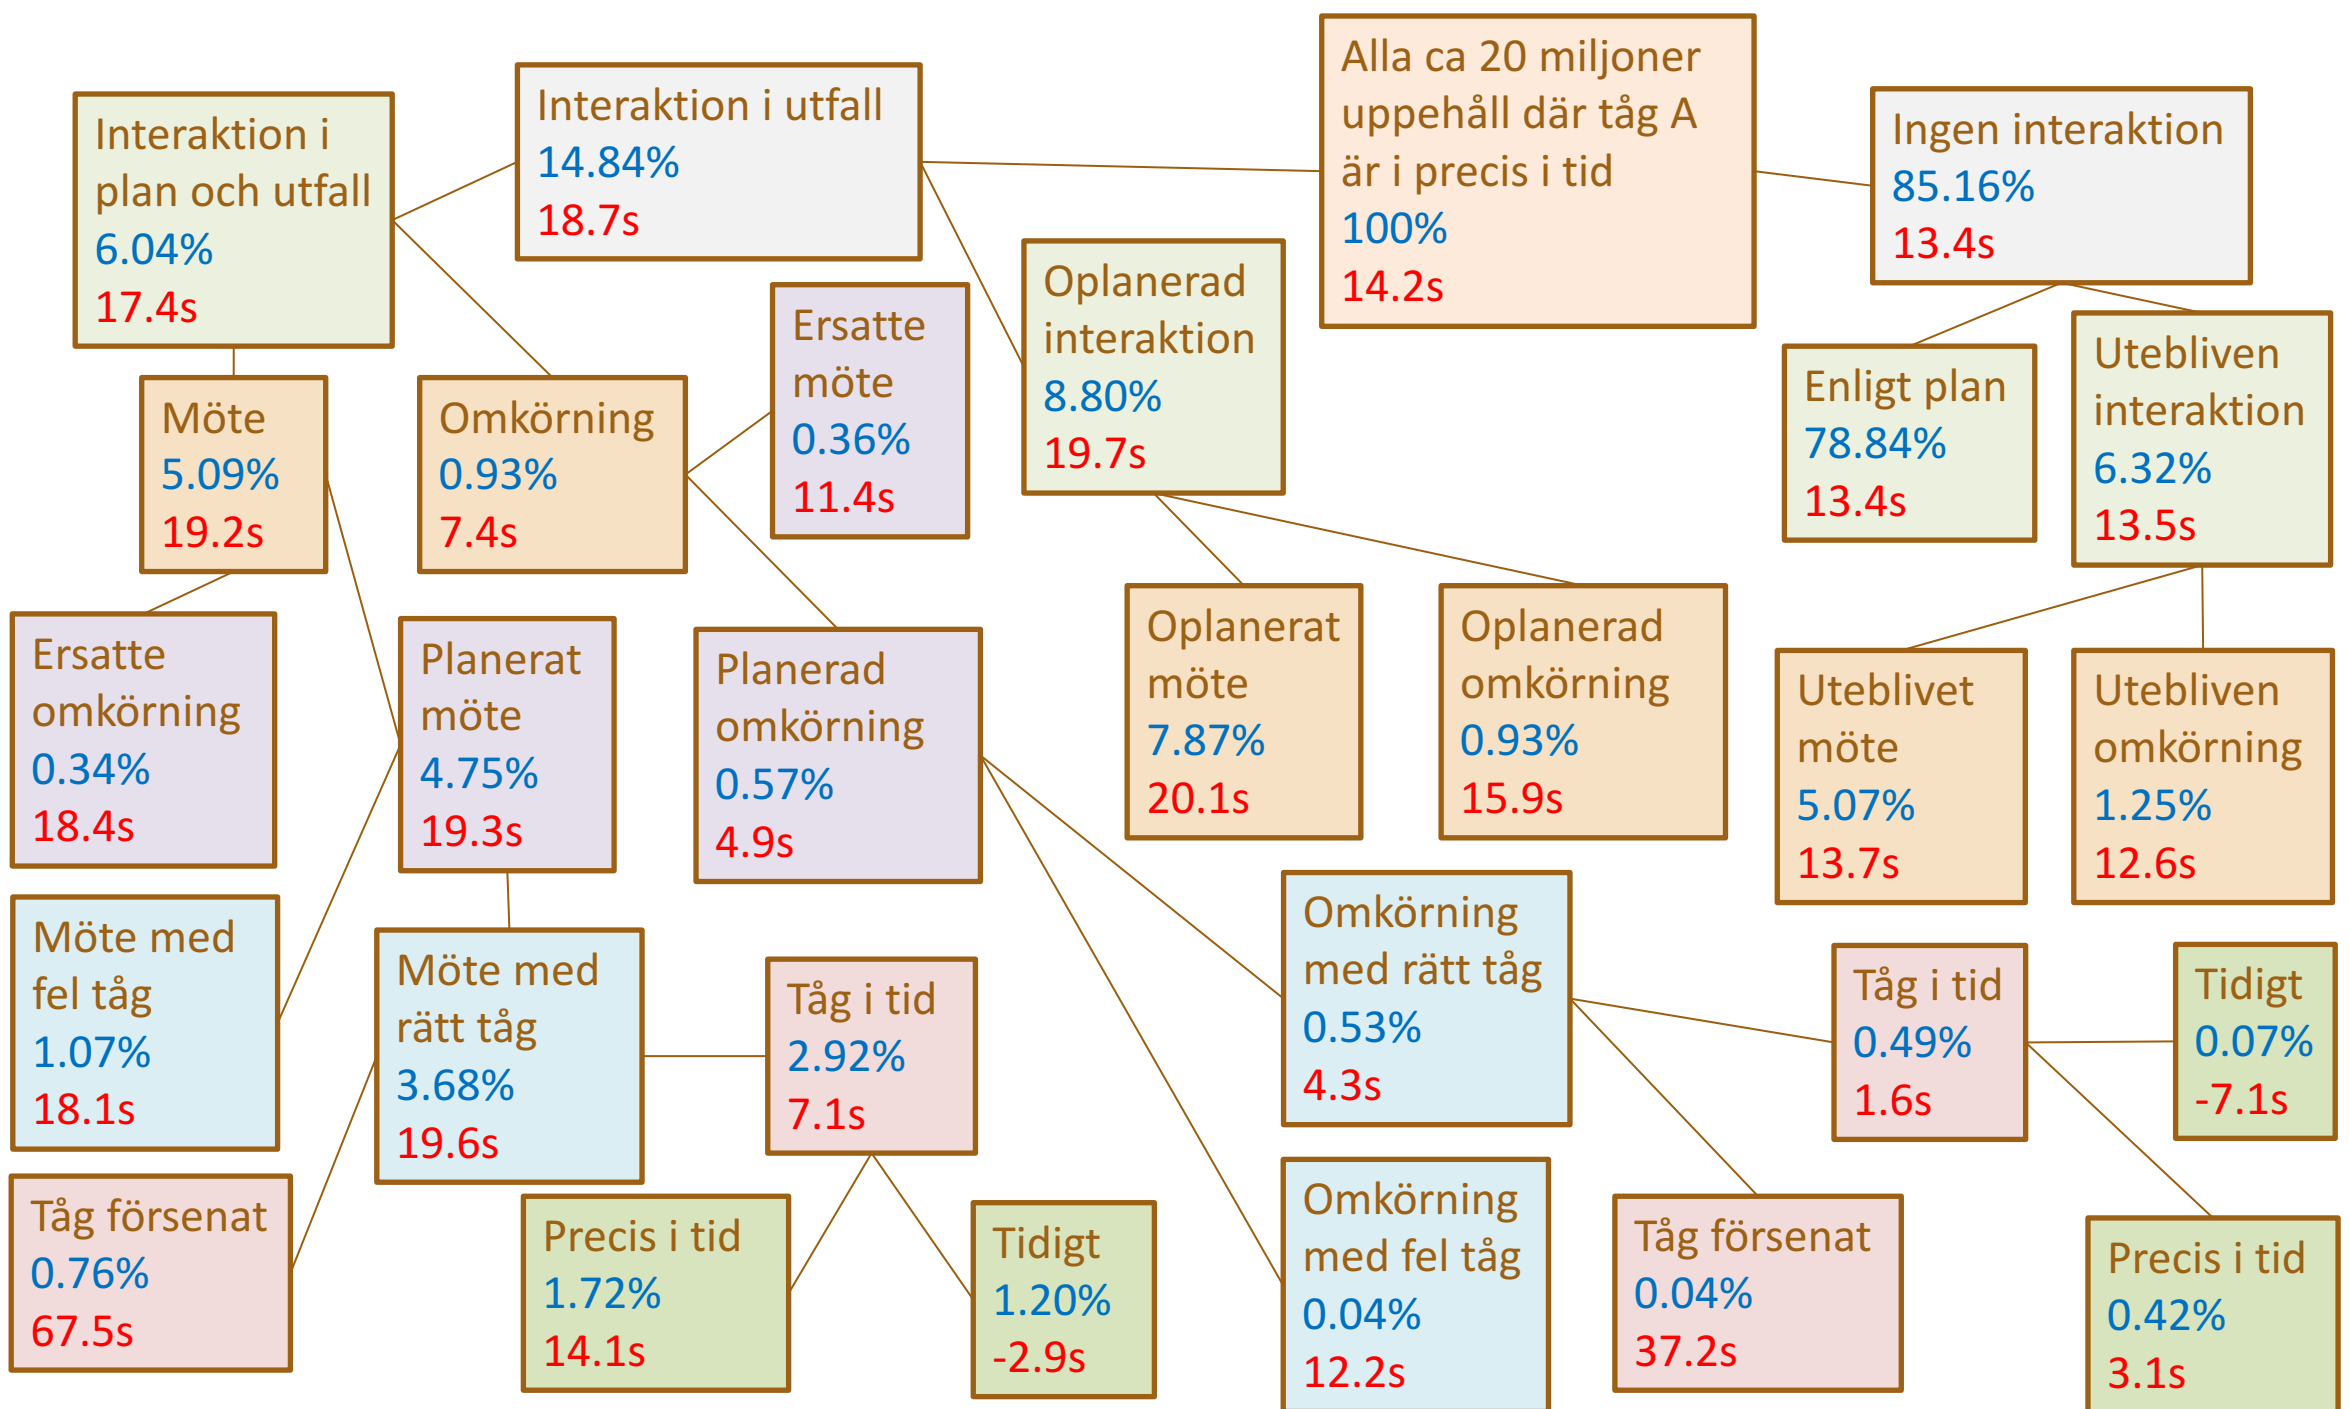 Alla ca 20 miljoner
uppehåll där tåg A
är i precis i tid
100%
14.2s
Interaktion i utfall
14.84%
18.7s
Ingen interaktion
85.16%
13.4s
Interaktion i
plan och utfall
6.04%
17.4s
Oplanerad
interaktion
8.80%
19.7s
Ersatte
möte
0.36%
11.4s
Enligt plan
78.84%
13.4s
Utebliven
interaktion
6.32%
13.5s
Möte
5.09%
19.2s
Omkörning
0.93%
7.4s
Ersatte
omkörning
0.34%
18.4s
Planerat
möte
4.75%
19.3s
Planerad
omkörning
0.57%
4.9s
Oplanerat
möte
7.87%
20.1s
Oplanerad
omkörning
0.93%
15.9s
Uteblivet
möte
5.07%
13.7s
Utebliven
omkörning
1.25%
12.6s
Möte med
fel tåg
1.07%
18.1s
Möte med
rätt tåg
3.68%
19.6s
Tåg i tid
2.92%
7.1s
Omkörning
med rätt tåg
0.53%
4.3s
Tåg i tid
0.49%
1.6s
Tidigt
0.07%
-7.1s
Tåg försenat
0.76%
67.5s
Precis i tid
1.72%
14.1s
Tidigt
1.20%
-2.9s
Omkörning
med fel tåg
0.04%
12.2s
Tåg försenat
0.04%
37.2s
Precis i tid
0.42%
3.1s